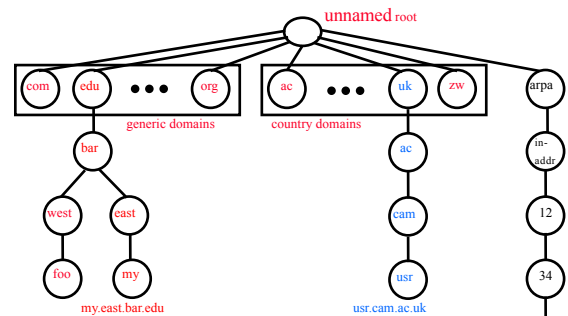 unnamed root
com edu ••• org ac ••• uk zw arpa
generic domains country domains
bar ac in-
addr
west east cam 12
foo my usr 34
my.east.bar.edu usr.cam.ac.uk